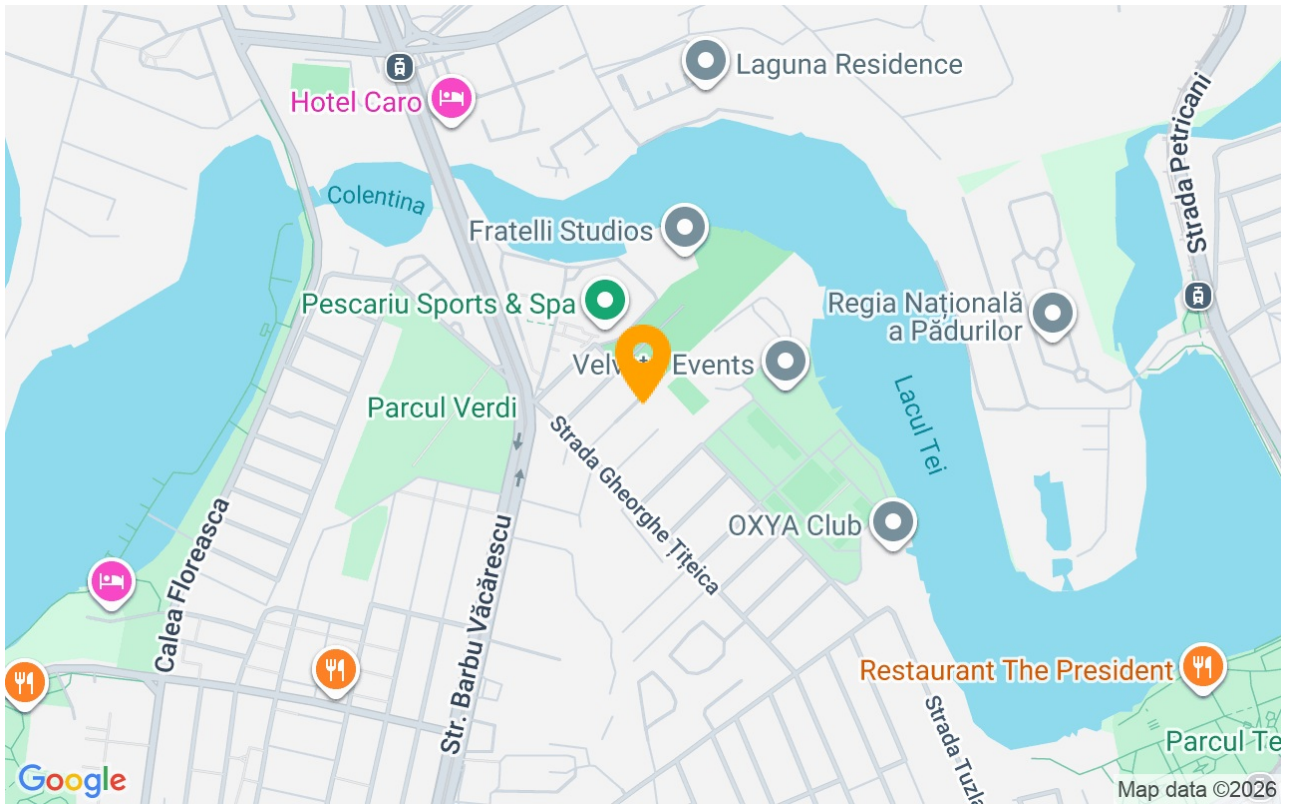 Laguna Residence
Hotel Caro
Strada Petricani
Colentina
Fratelli Studios
Pescariu Sports & Spa
Regia Națională
a Pădurilor
Events
Parcul Verdi
Lacul Tei
Strada Gheorghe Țițeica
OXYA Club
Calea Floreasca
Str. Barbu Văcărescu
Restaurant The President
Strada Tuzla
Parcul Te
Google
Map data ©2026